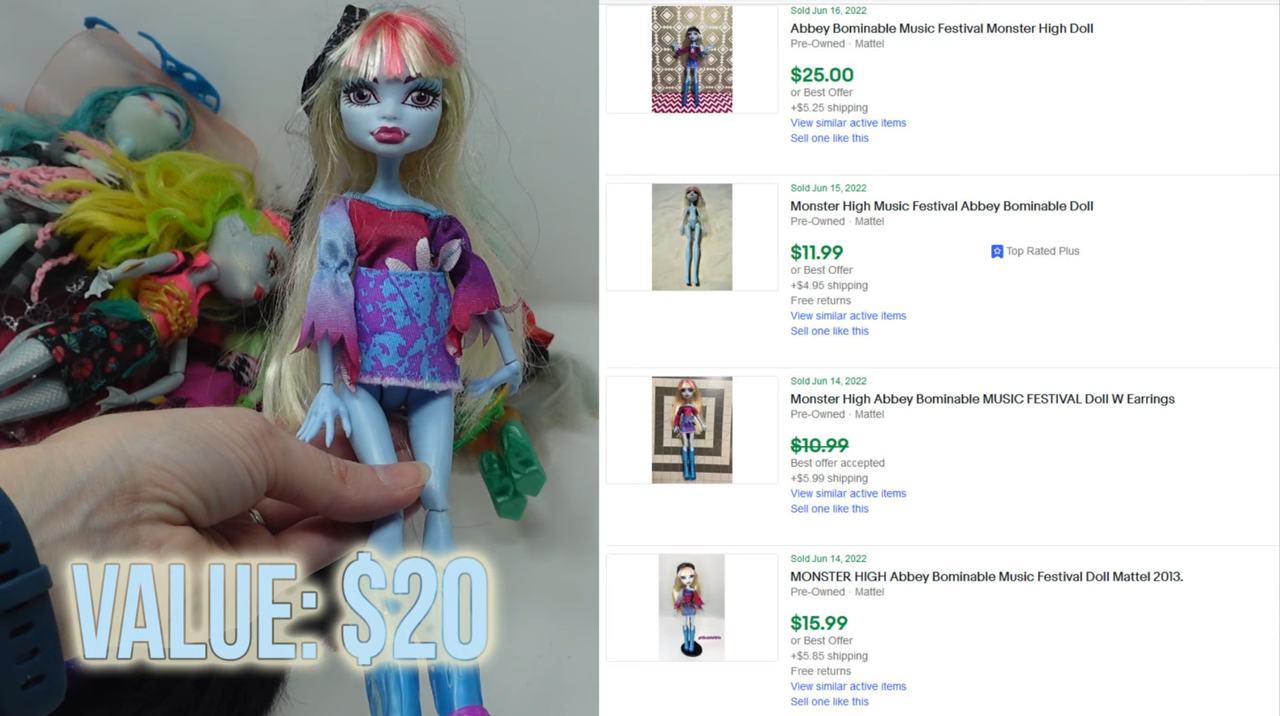 VALUE: $20
Sold Jun 16, 2022
Abbey Bominable Music Festival Monster High Doll
Pre-Owned · Mattel
$25.00
or Best Offer
+$5.25 shipping
View similar active items
Sell one like this
Sold Jun 15, 2022
Monster High Music Festival Abbey Bominable Doll
Pre-Owned · Mattel
$11.99
Top Rated Plus
or Best Offer
+$4.95 shipping
Free returns
View similar active items
Sell one like this
Sold Jun 14, 2022
Monster High Abbey Bominable MUSIC FESTIVAL Doll W Earrings
Pre-Owned · Mattel
$10.99
Best offer accepted
+$5.99 shipping
View similar active items
Sell one like this
Sold Jun 14, 2022
MONSTER HIGH Abbey Bominable Music Festival Doll Mattel 2013.
Pre-Owned · Mattel
$15.99
or Best Offer
+$5.85 shipping
Free returns
View similar active items
Sell one like this